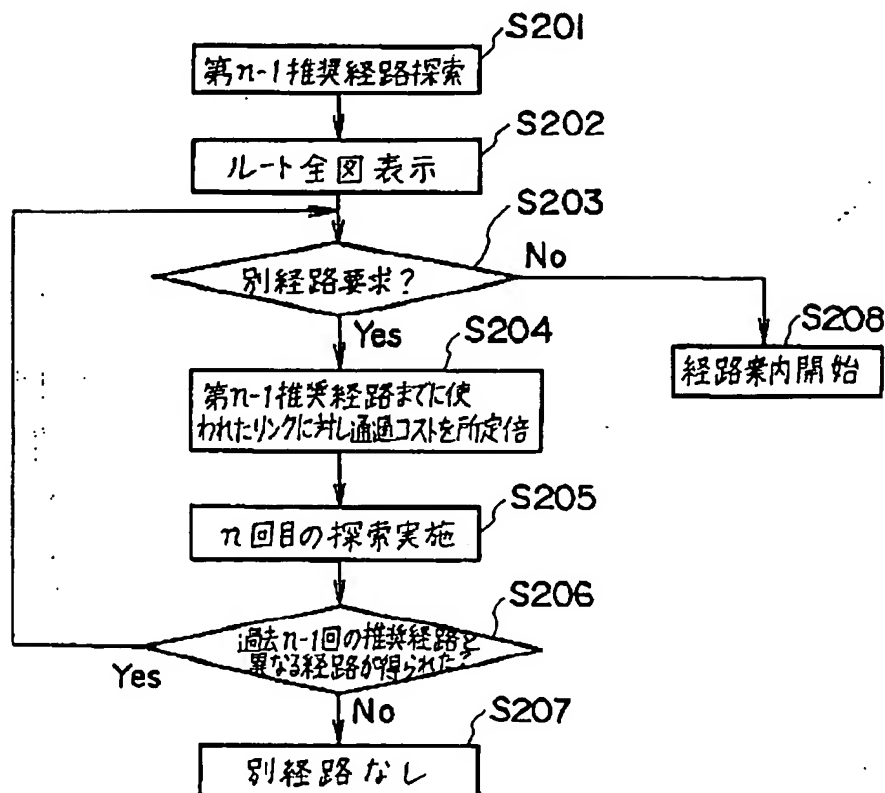 S201
第n-1推奨経路探索
S202
ルート全図表示
S203
別経路要求?
No
Yes
S204
S208
経路案内開始
第n-1推奨経路までに使
われたリンクに対し通過コストを所定倍
S205
n回目の探索実施
S206
過去n-1回の推奨経路と
異なる経路が得られた?
Yes
No
S207
別経路なし